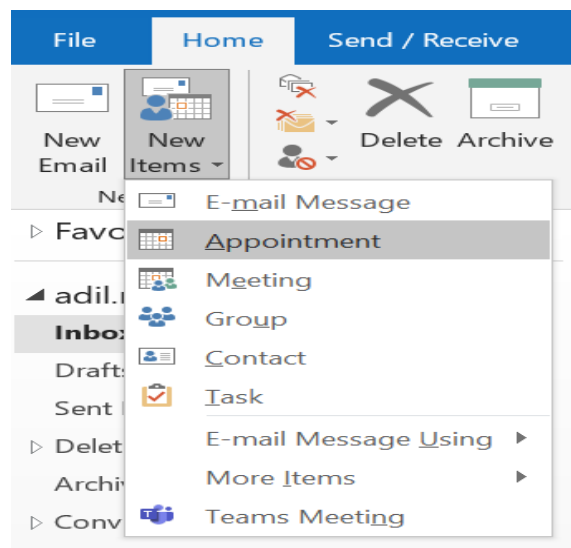 File Home Send / Receive
New Email
New Items
Delete
Archive
E-mail Message
Appointment
Meeting
Group
Contact
Task
E-mail Message Using
More Items
Teams Meeting